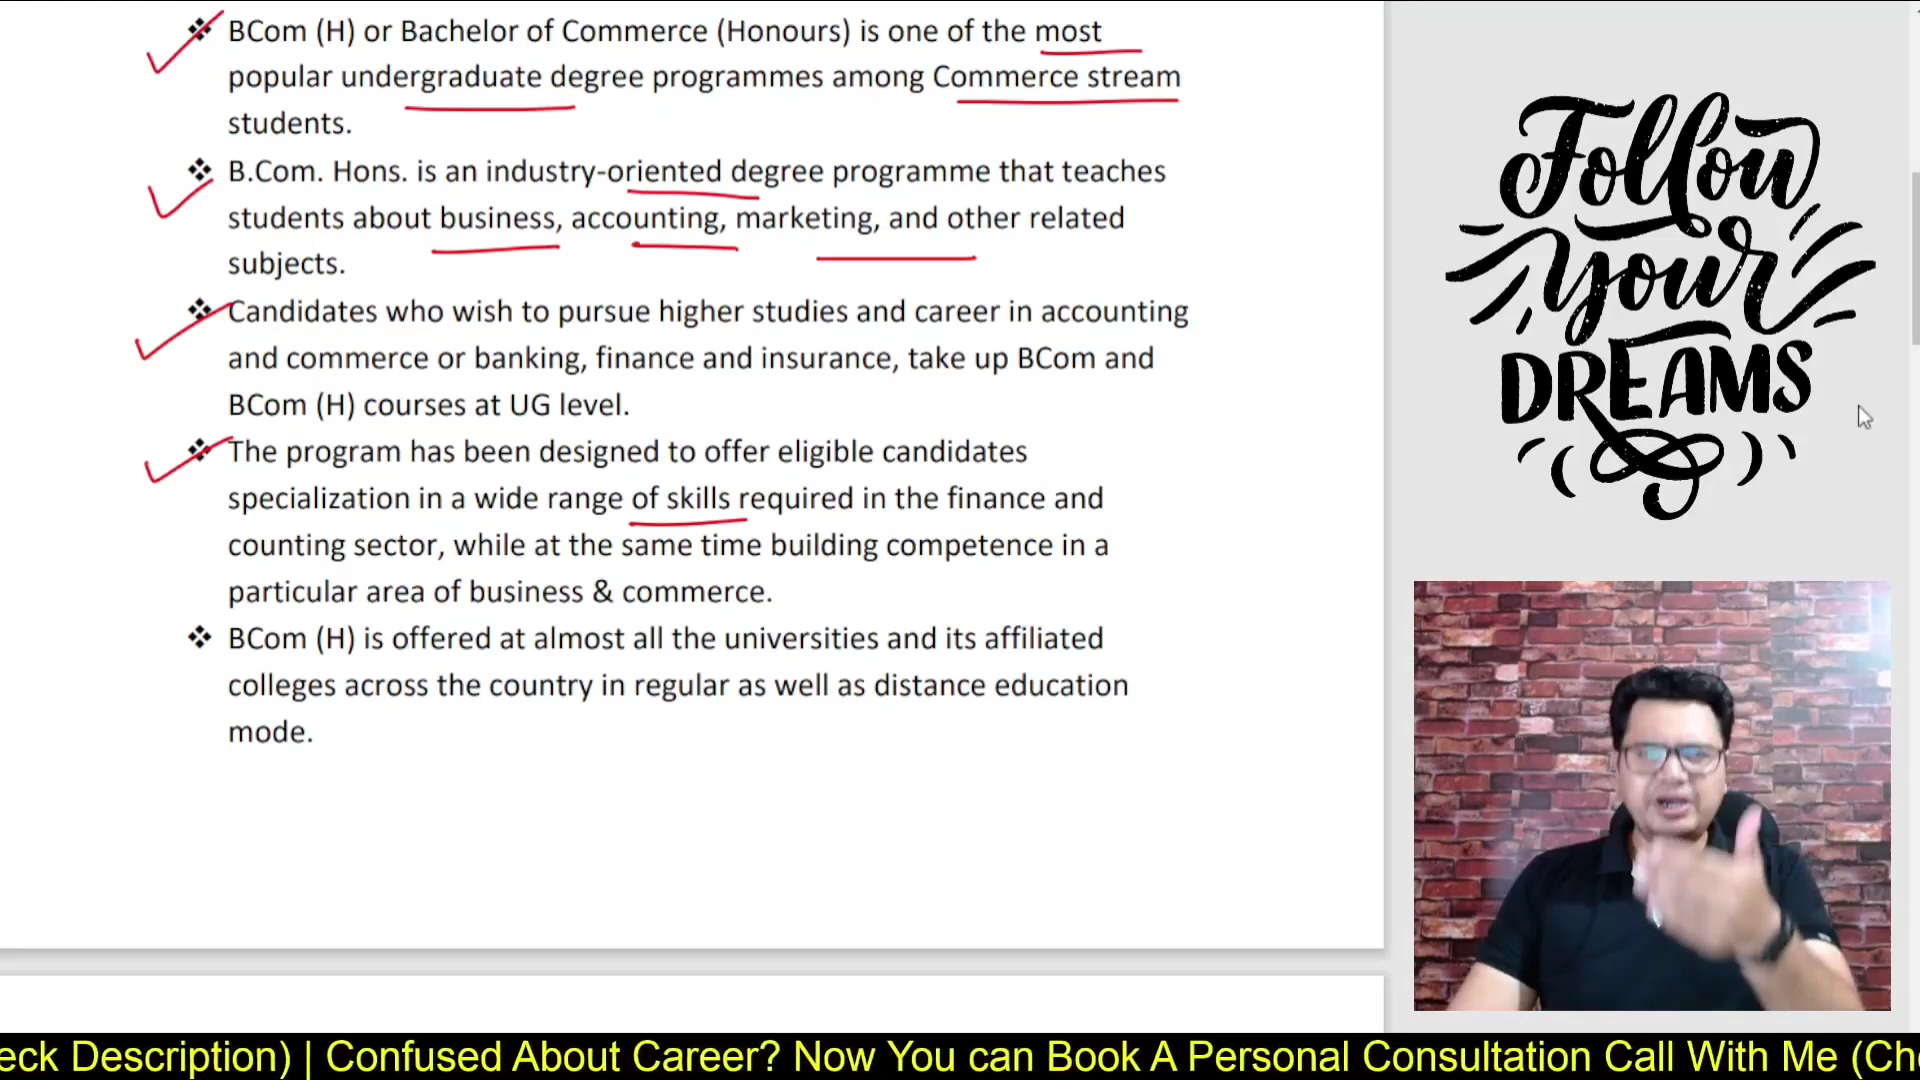 BCom (H) or Bachelor of Commerce (Honours) is one of the most
popular undergraduate degree programmes among Commerce stream
students.
B.Com. Hons. is an industry-oriented degree programme that teaches
students about business, accounting, marketing, and other related
subjects.
Candidates who wish to pursue higher studies and career in accounting
and commerce or banking, finance and insurance, take up BCom and
BCom (H) courses at UG level.
The program has been designed to offer eligible candidates
specialization in a wide range of skills required in the finance and
counting sector, while at the same time building competence in a
particular area of business & commerce.
BCom (H) is offered at almost all the universities and its affiliated
colleges across the country in regular as well as distance education
mode.
Follow
Your
DREAMS
eck Description) | Confused About Career? Now You can Book A Personal Consultation Call With Me (Che